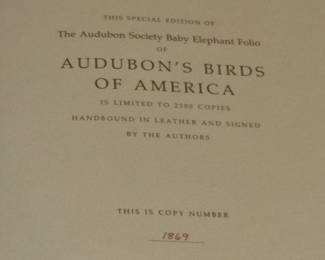 THIS SPECIAL EDITION OF
The Audubon Society Baby Elephant Folio
OF
AUDUBON'S BIRDS
OF AMERICA
IS LIMITED TO 2500 COPIES
HANDBOUND IN LEATHER AND SIGNED
BY THE AUTHORS
THIS IS COPY NUMBER
1869